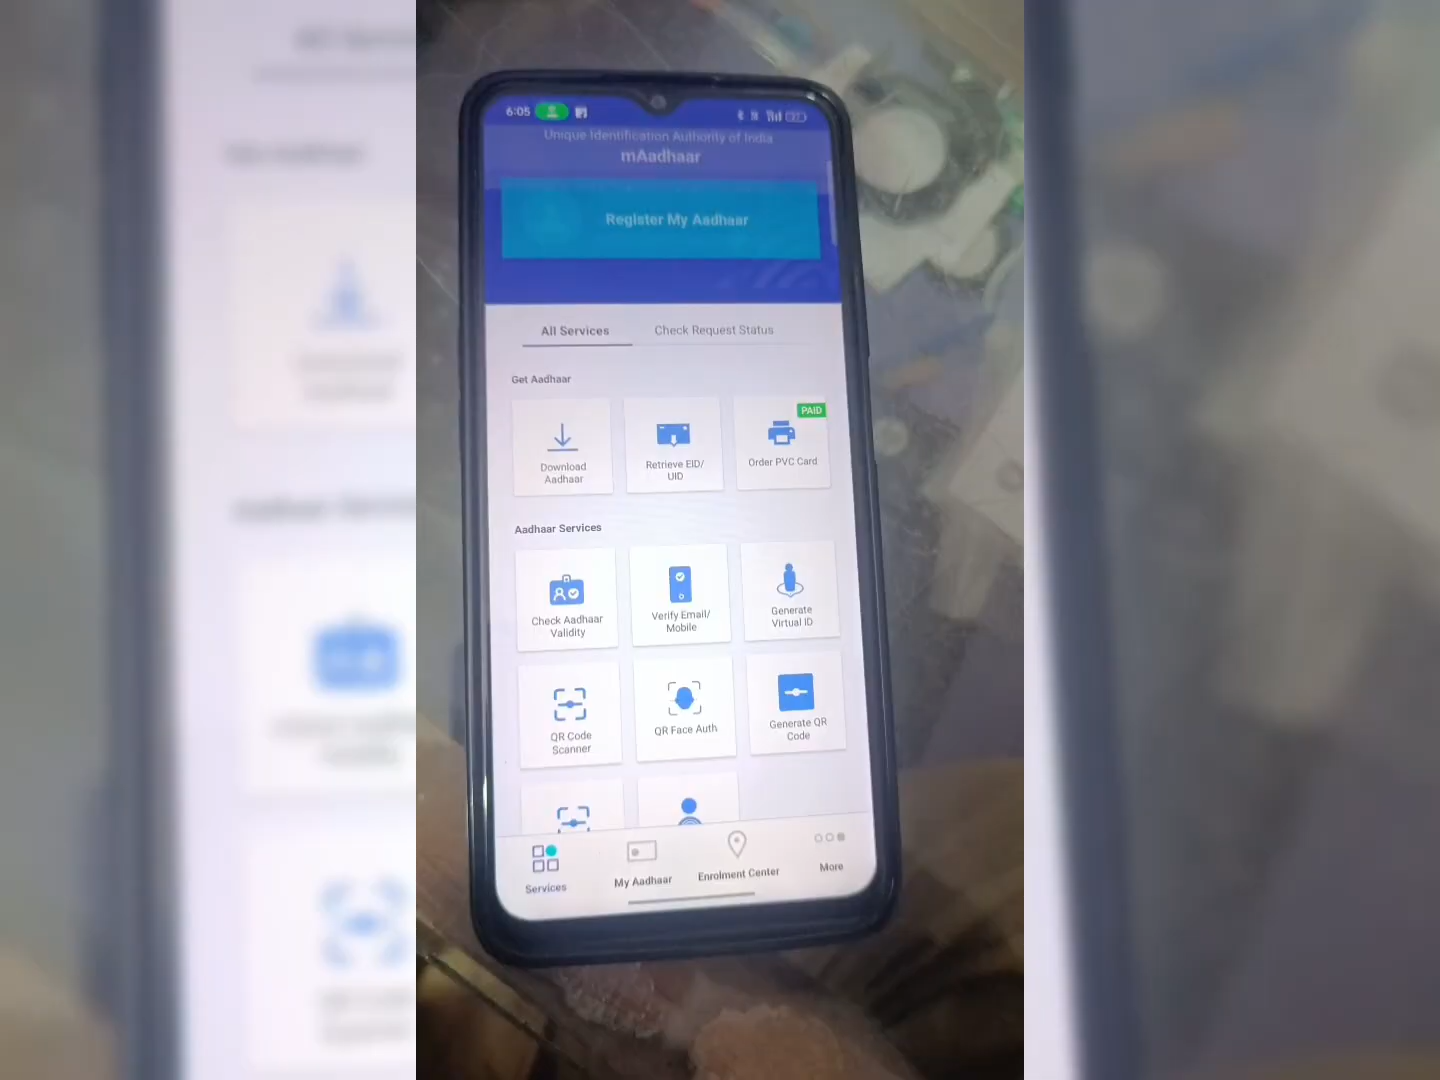 6:05
Unique Identification Authority of India
mAadhaar
Register My Aadhaar
All Services
Check Request Status
Get Aadhaar
PAID
Download
Aadhaar
Retrieve EID/
UID
Order PVC Card
Aadhaar Services
Check Aadhaar
Validity
Verify Email/
Mobile
Generate
Virtual ID
QR Code
Scanner
QR Face Auth
Generate QR
Code
Services
My Aadhaar
Enrolment Center
More